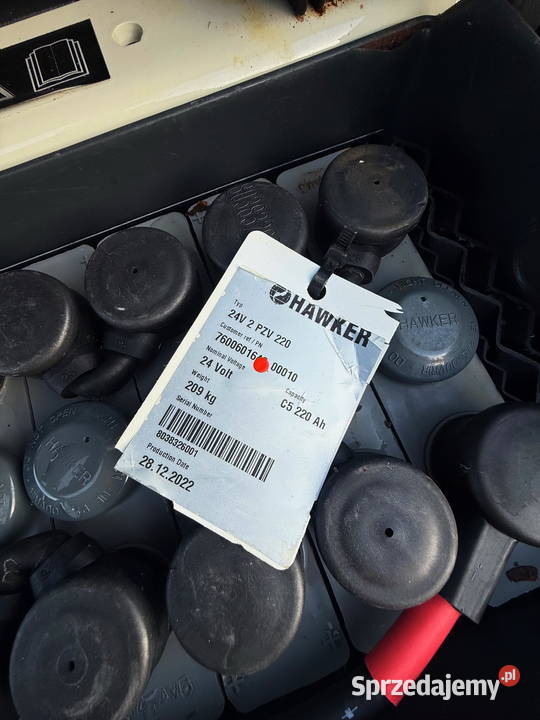 HAWKER
Typ
24V 2 PZV 220
Customer ref / PN
00010
Nominal Voltage
Capacity
24 Volt
C5 220 Ah
Weight
209 kg
Serial Number
8038326001
Production Date
28.12.2022
HAWKER
Sprzedajemy.pl